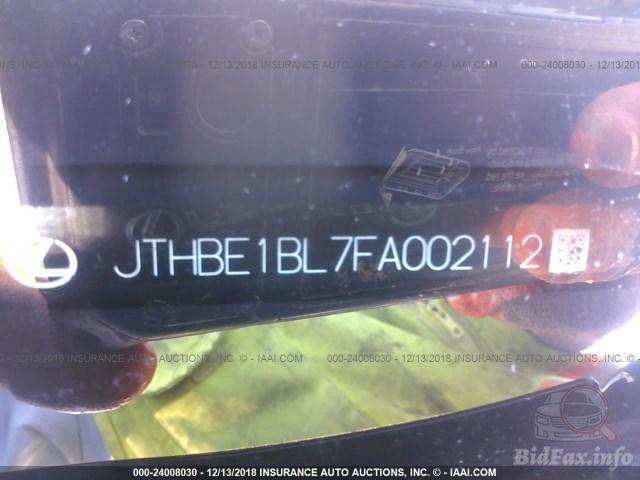 000-24008030 - 12/13/2018 INSURANCE AUTO AUCTIONS, INC. © - IAAI.COM
JTHBE1BL7FA002112
000-24008030 - 12/13/2018 INSURANCE AUTO AUCTIONS, INC. © - IAAI.COM
000-24008030 - 12/13/2018 INSURANCE AUTO AUCTIONS, INC. © - IAAI.COM
BidFax.info